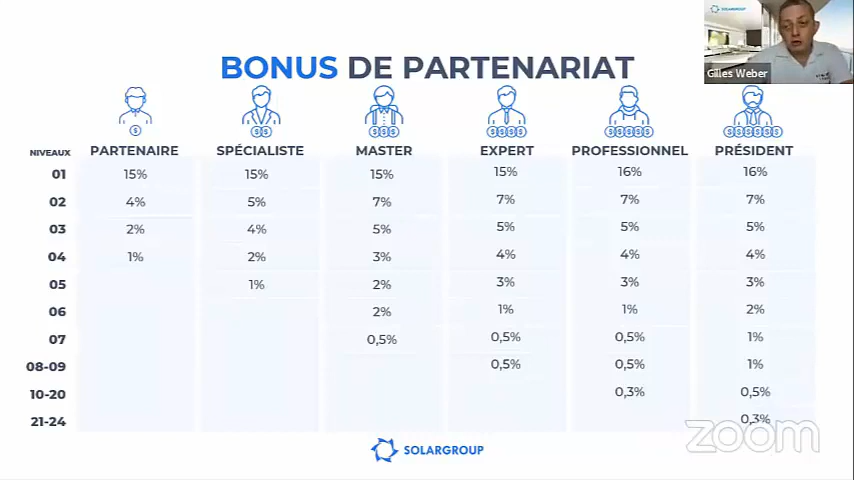 SOLARGROUP
Gilles Weber
BONUS DE PARTENARIAT
NIVEAUX PARTENAIRE SPÉCIALISTE MASTER EXPERT PROFESSIONNEL PRÉSIDENT
01 15% 15% 15% 15% 16% 16%
02 4% 5% 7% 7% 7% 7%
03 2% 4% 5% 5% 5% 5%
04 1% 2% 3% 4% 4% 4%
05 1% 2% 3% 3% 3%
06 2% 1% 1% 2%
07 0,5% 0,5% 0,5% 1%
08-09 0,5% 0,5% 1%
10-20 0,3% 0,5%
21-24 0,3%
zoom
SOLARGROUP